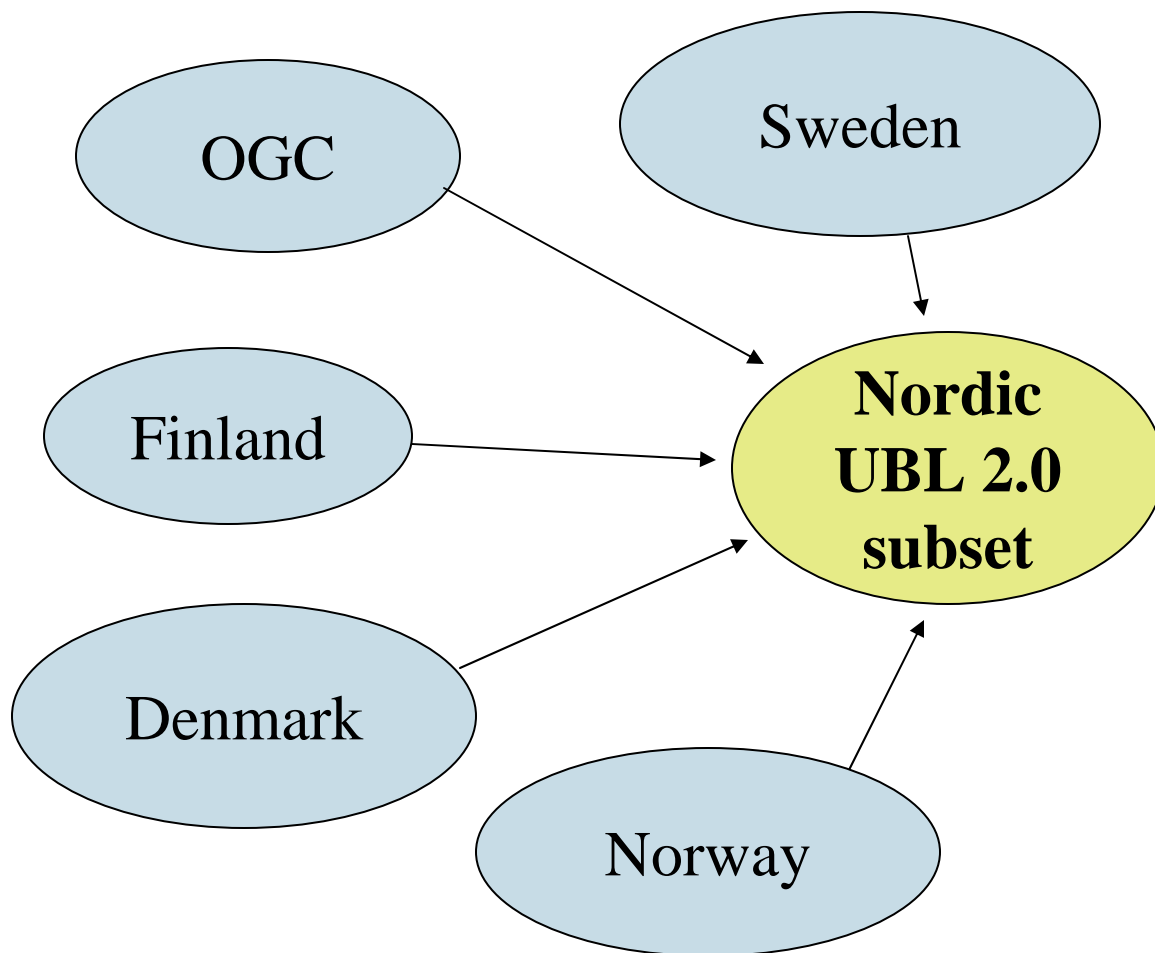 OGC
Sweden
Finland
Nordic
UBL 2.0
subset
Denmark
Norway